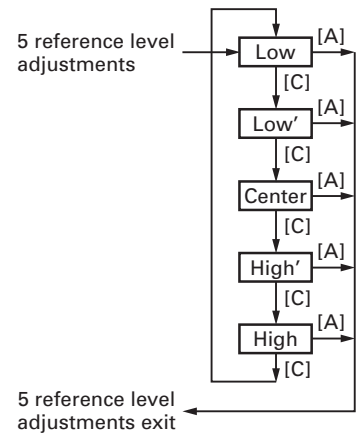 5 reference level
adjustments
Low
[A]
[C]
Low’
[A]
[C]
Center
[A]
[C]
High’
[A]
[C]
High
[A]
[C]
5 reference level
adjustments exit